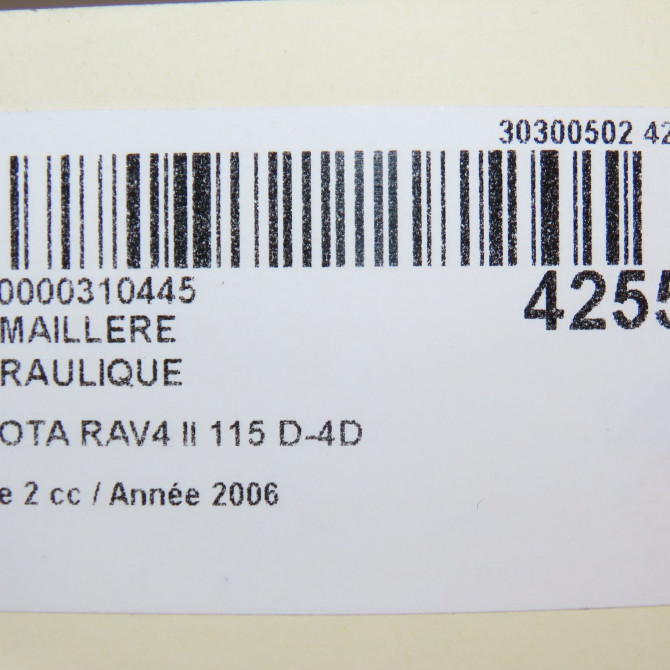 30300502 42
0000310445
4255
MAILLERE
RAULIQUE
OTA RAV4 II 115 D-4D
e 2 cc / Année 2006